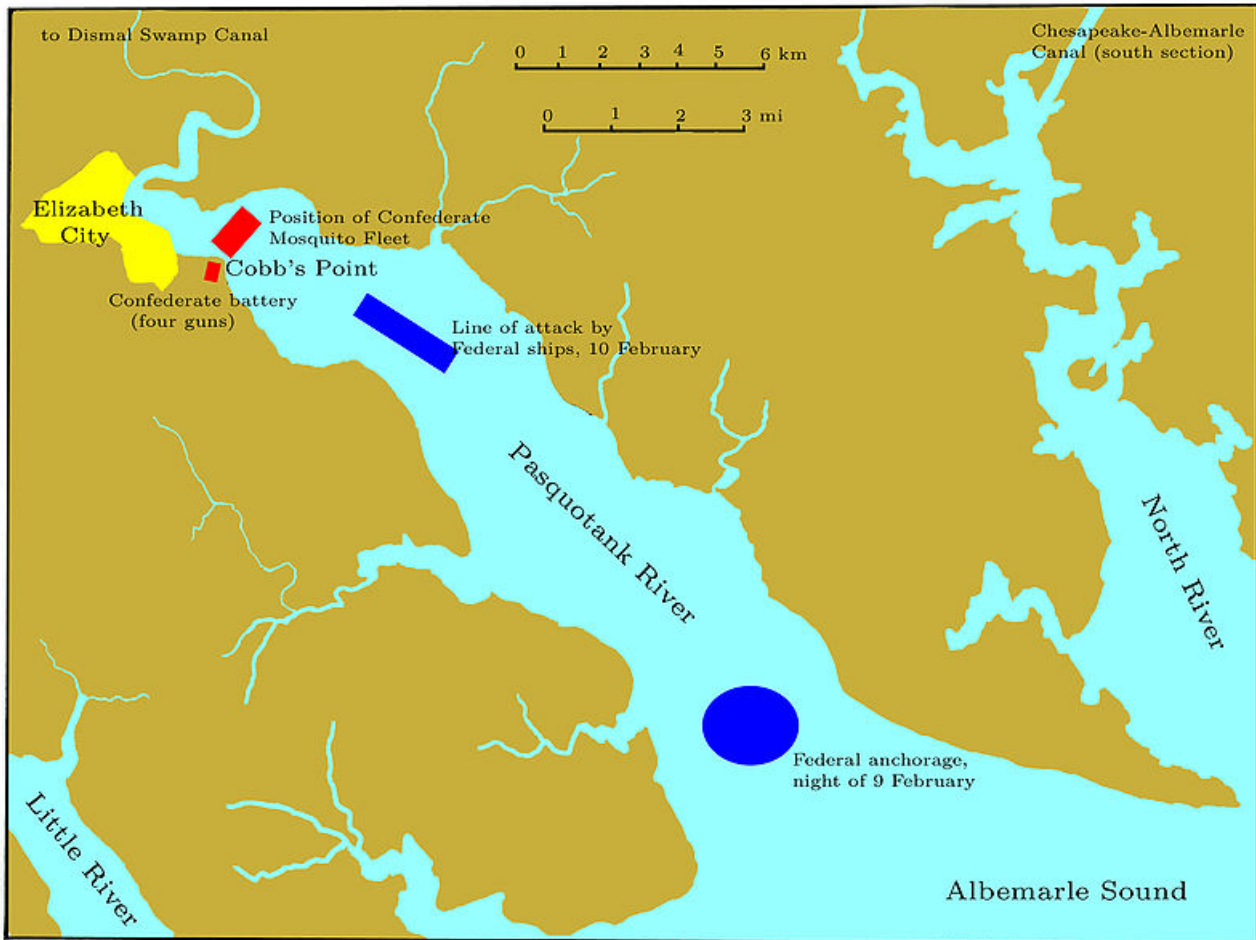 to Dismal Swamp Canal
Chesapeake-Albemarle
Canal (south section)
0 1 2 3 4 5 6 km
0 1 2 3 mi
Elizabeth
City
Position of Confederate
Mosquito Fleet
Cobb's Point
Confederate battery
(four guns)
Line of attack by
Federal ships, 10 February
Pasquotank River
North River
Federal anchorage,
night of 9 February
Little River
Albemarle Sound